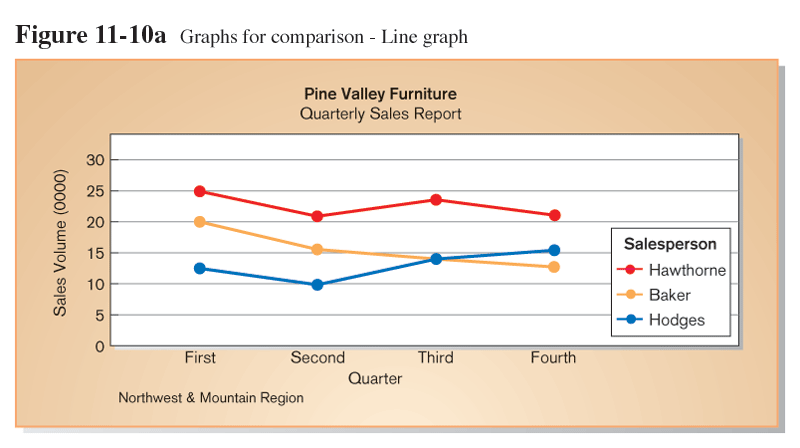 Figure 11-10a Graphs for comparison - Line graph
Pine Valley Furniture
Quarterly Sales Report
Sales Volume (0000)
30
25
20
15
10
5
0
First Second Third Fourth
Quarter
Northwest & Mountain Region
Salesperson
Hawthorne
Baker
Hodges